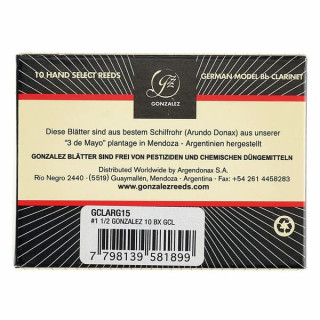 10 HAND SELECT REEDS
GZ
GONZALEZ
GERMAN MODEL Bb CLARINET
Diese Blätter sind aus bestem Schilfrohr (Arundo Donax) aus unserer
"3 de Mayo" plantage in Mendoza - Argentinien hergestellt
GONZALEZ BLÄTTER SIND FREI VON PESTIZIDEN UND CHEMISCHEN DÜNGEMITTELN
Distributed Worldwide by Argendonax S.A.
Río Negro 2440 - (5519) Guaymallén, Mendoza - Argentina - Fax: +54 261 4458283
www.gonzalezreeds.com
GCLARG15
#1 1/2 GONZALEZ 10 BX GCL
7 798139 581899